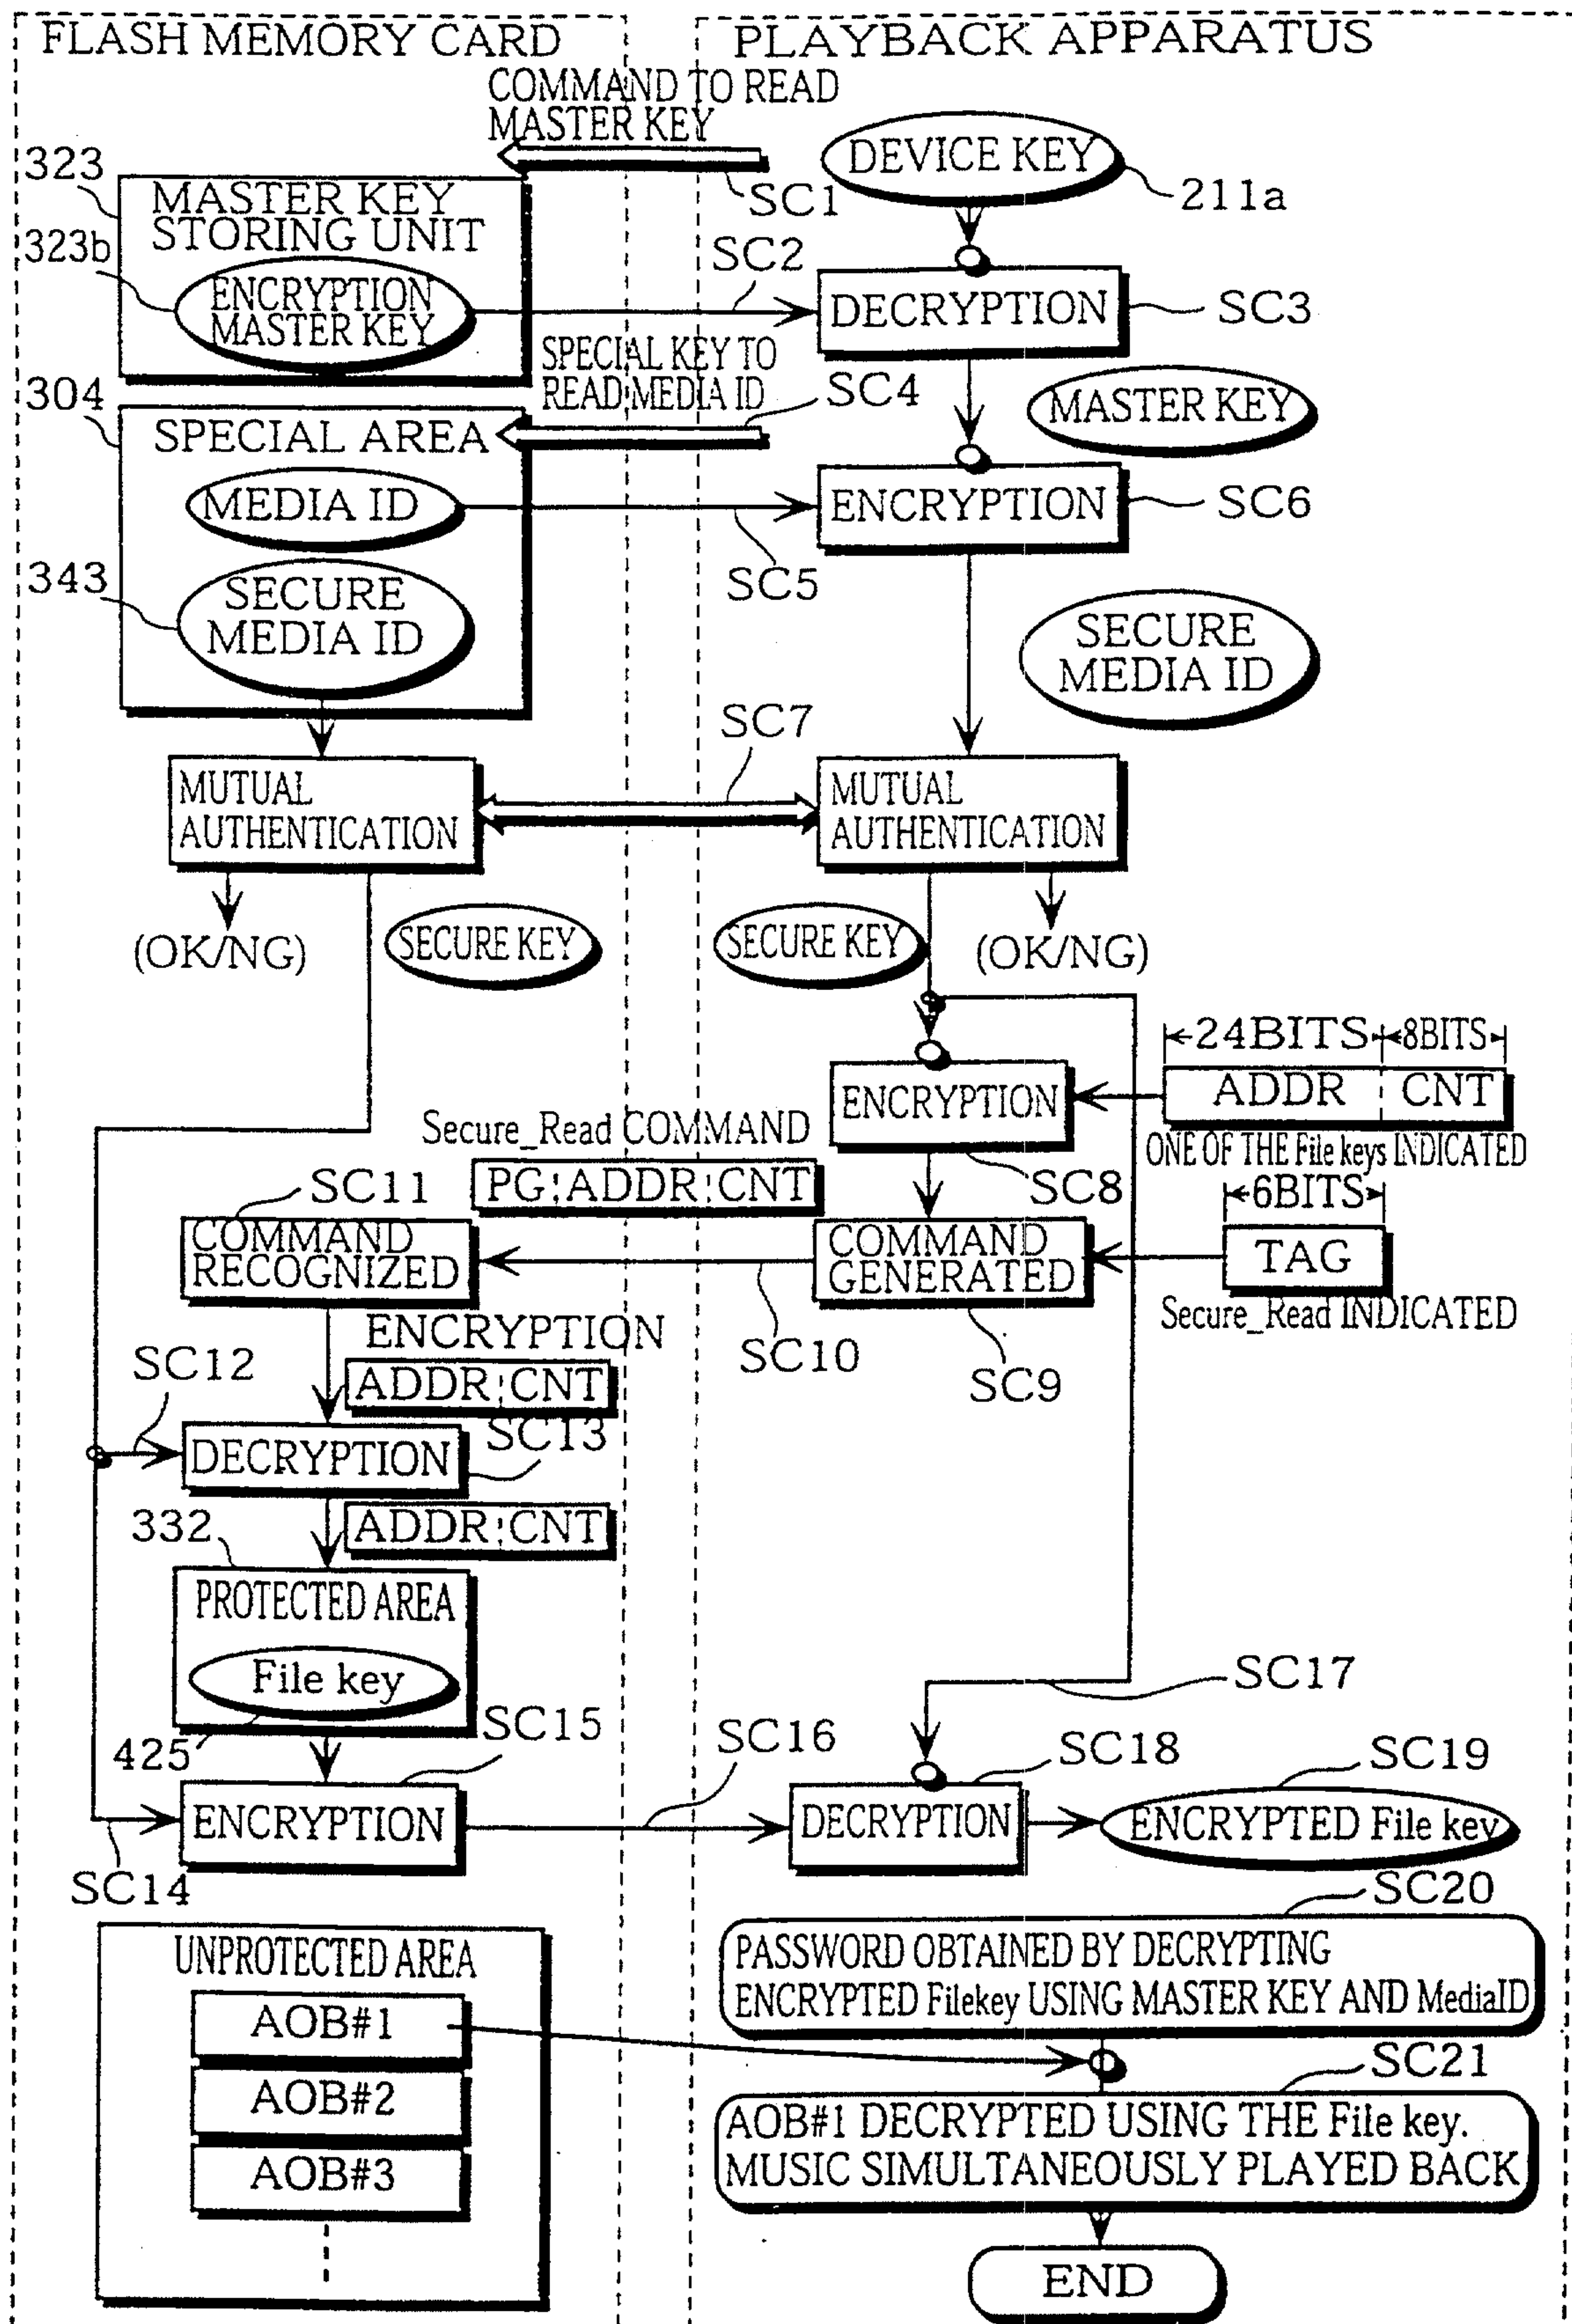 FLASH MEMORY CARD
PLAYBACK APPARATUS
COMMAND TO READ
MASTER KEY
DEVICE KEY
SC1
211a
323
MASTER KEY
STORING UNIT
323b
ENCRYPTION
MASTER KEY
SC2
DECRYPTION
SC3
SPECIAL KEY TO
READ MEDIA ID
SC4
MASTER KEY
304
SPECIAL AREA
MEDIA ID
ENCRYPTION
SC6
SC5
343
SECURE
MEDIA ID
SECURE
MEDIA ID
SC7
MUTUAL
AUTHENTICATION
MUTUAL
AUTHENTICATION
(OK/NG)
SECURE KEY
SECURE KEY
(OK/NG)
24BITS
8BITS
ENCRYPTION
ADDR CNT
ONE OF THE File keys INDICATED
Secure_Read COMMAND
PG ADDR CNT
SC8
6BITS
SC11
COMMAND
RECOGNIZED
COMMAND
GENERATED
TAG
Secure_Read INDICATED
SC10
SC9
ENCRYPTION
ADDR CNT
SC12
DECRYPTION
SC13
ADDR CNT
332
PROTECTED AREA
File key
425
SC15
SC16
SC17
SC18
SC19
ENCRYPTION
DECRYPTION
ENCRYPTED File key
SC14
SC20
UNPROTECTED AREA
PASSWORD OBTAINED BY DECRYPTING
ENCRYPTED Filekey USING MASTER KEY AND MediaID
AOB#1
AOB#2
AOB#3
SC21
AOB#1 DECRYPTED USING THE File key.
MUSIC SIMULTANEOUSLY PLAYED BACK
END